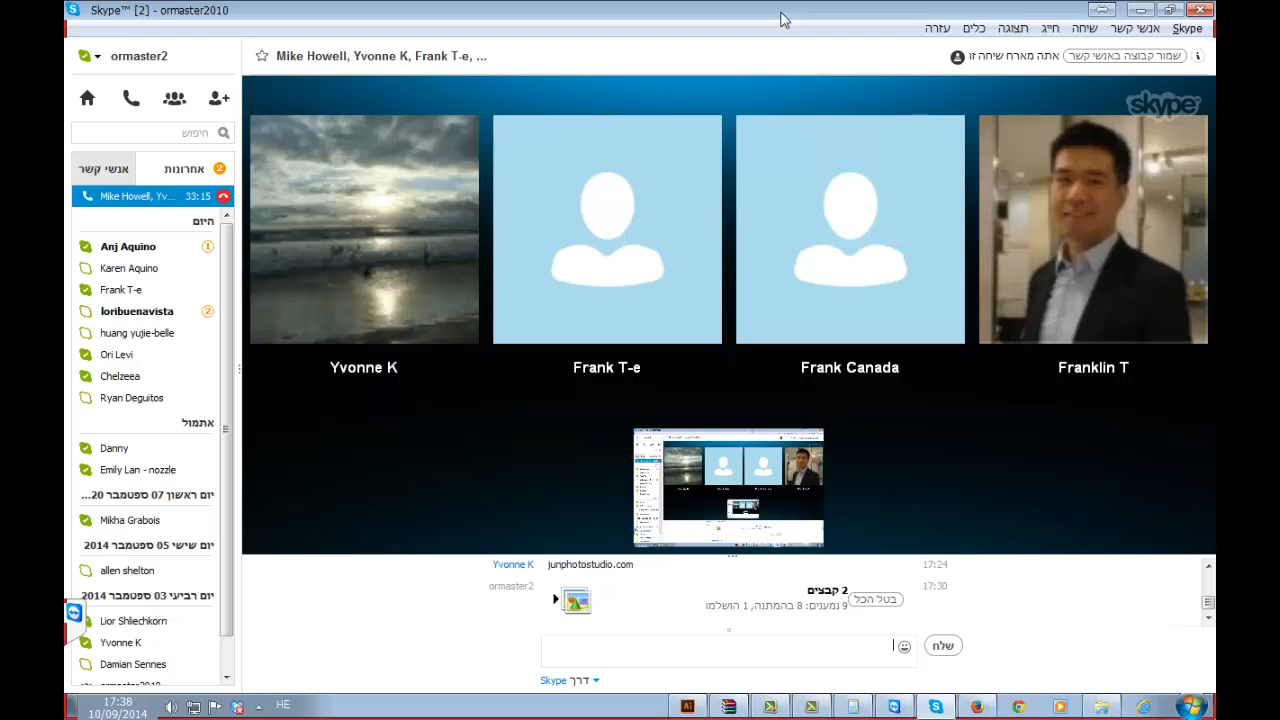 Skype™ [2] - ormaster2010
Skype אנשי קשר שיחה חייג תצוגה כלים עזרה
ormaster2
Mike Howell, Yvonne K, Frank T-e, ...
אתה מארח שיחה זו
שמור קבוצה באנשי קשר
skype
חיפוש
אנשי קשר
אחרונות 2
Mike Howell, Yv... 33:15
היום
Anj Aquino 1
Karen Aquino
Frank T-e
loribuenavista 2
huang yujie-belle
Ori Levi
Chelzeea
Ryan Deguitos
אתמול
Danny
Emily Lan - nozzle
יום ראשון 07 ספטמבר 20...
Mikha Grabois
יום שישי 05 ספטמבר 2014
allen shelton
יום רביעי 03 ספטמבר 2014
Lior Shliechkorn
Yvonne K
Damian Sennes
Yvonne K
Frank T-e
Frank Canada
Franklin T
Yvonne K junphotostudio.com 17:24
ormaster2 2 קבצים 17:30
9 נמענים: 8 בהמתנה, 1 הושלמו
בטל הכל
שלח
דרך Skype
17:38
10/09/2014
HE
Ai